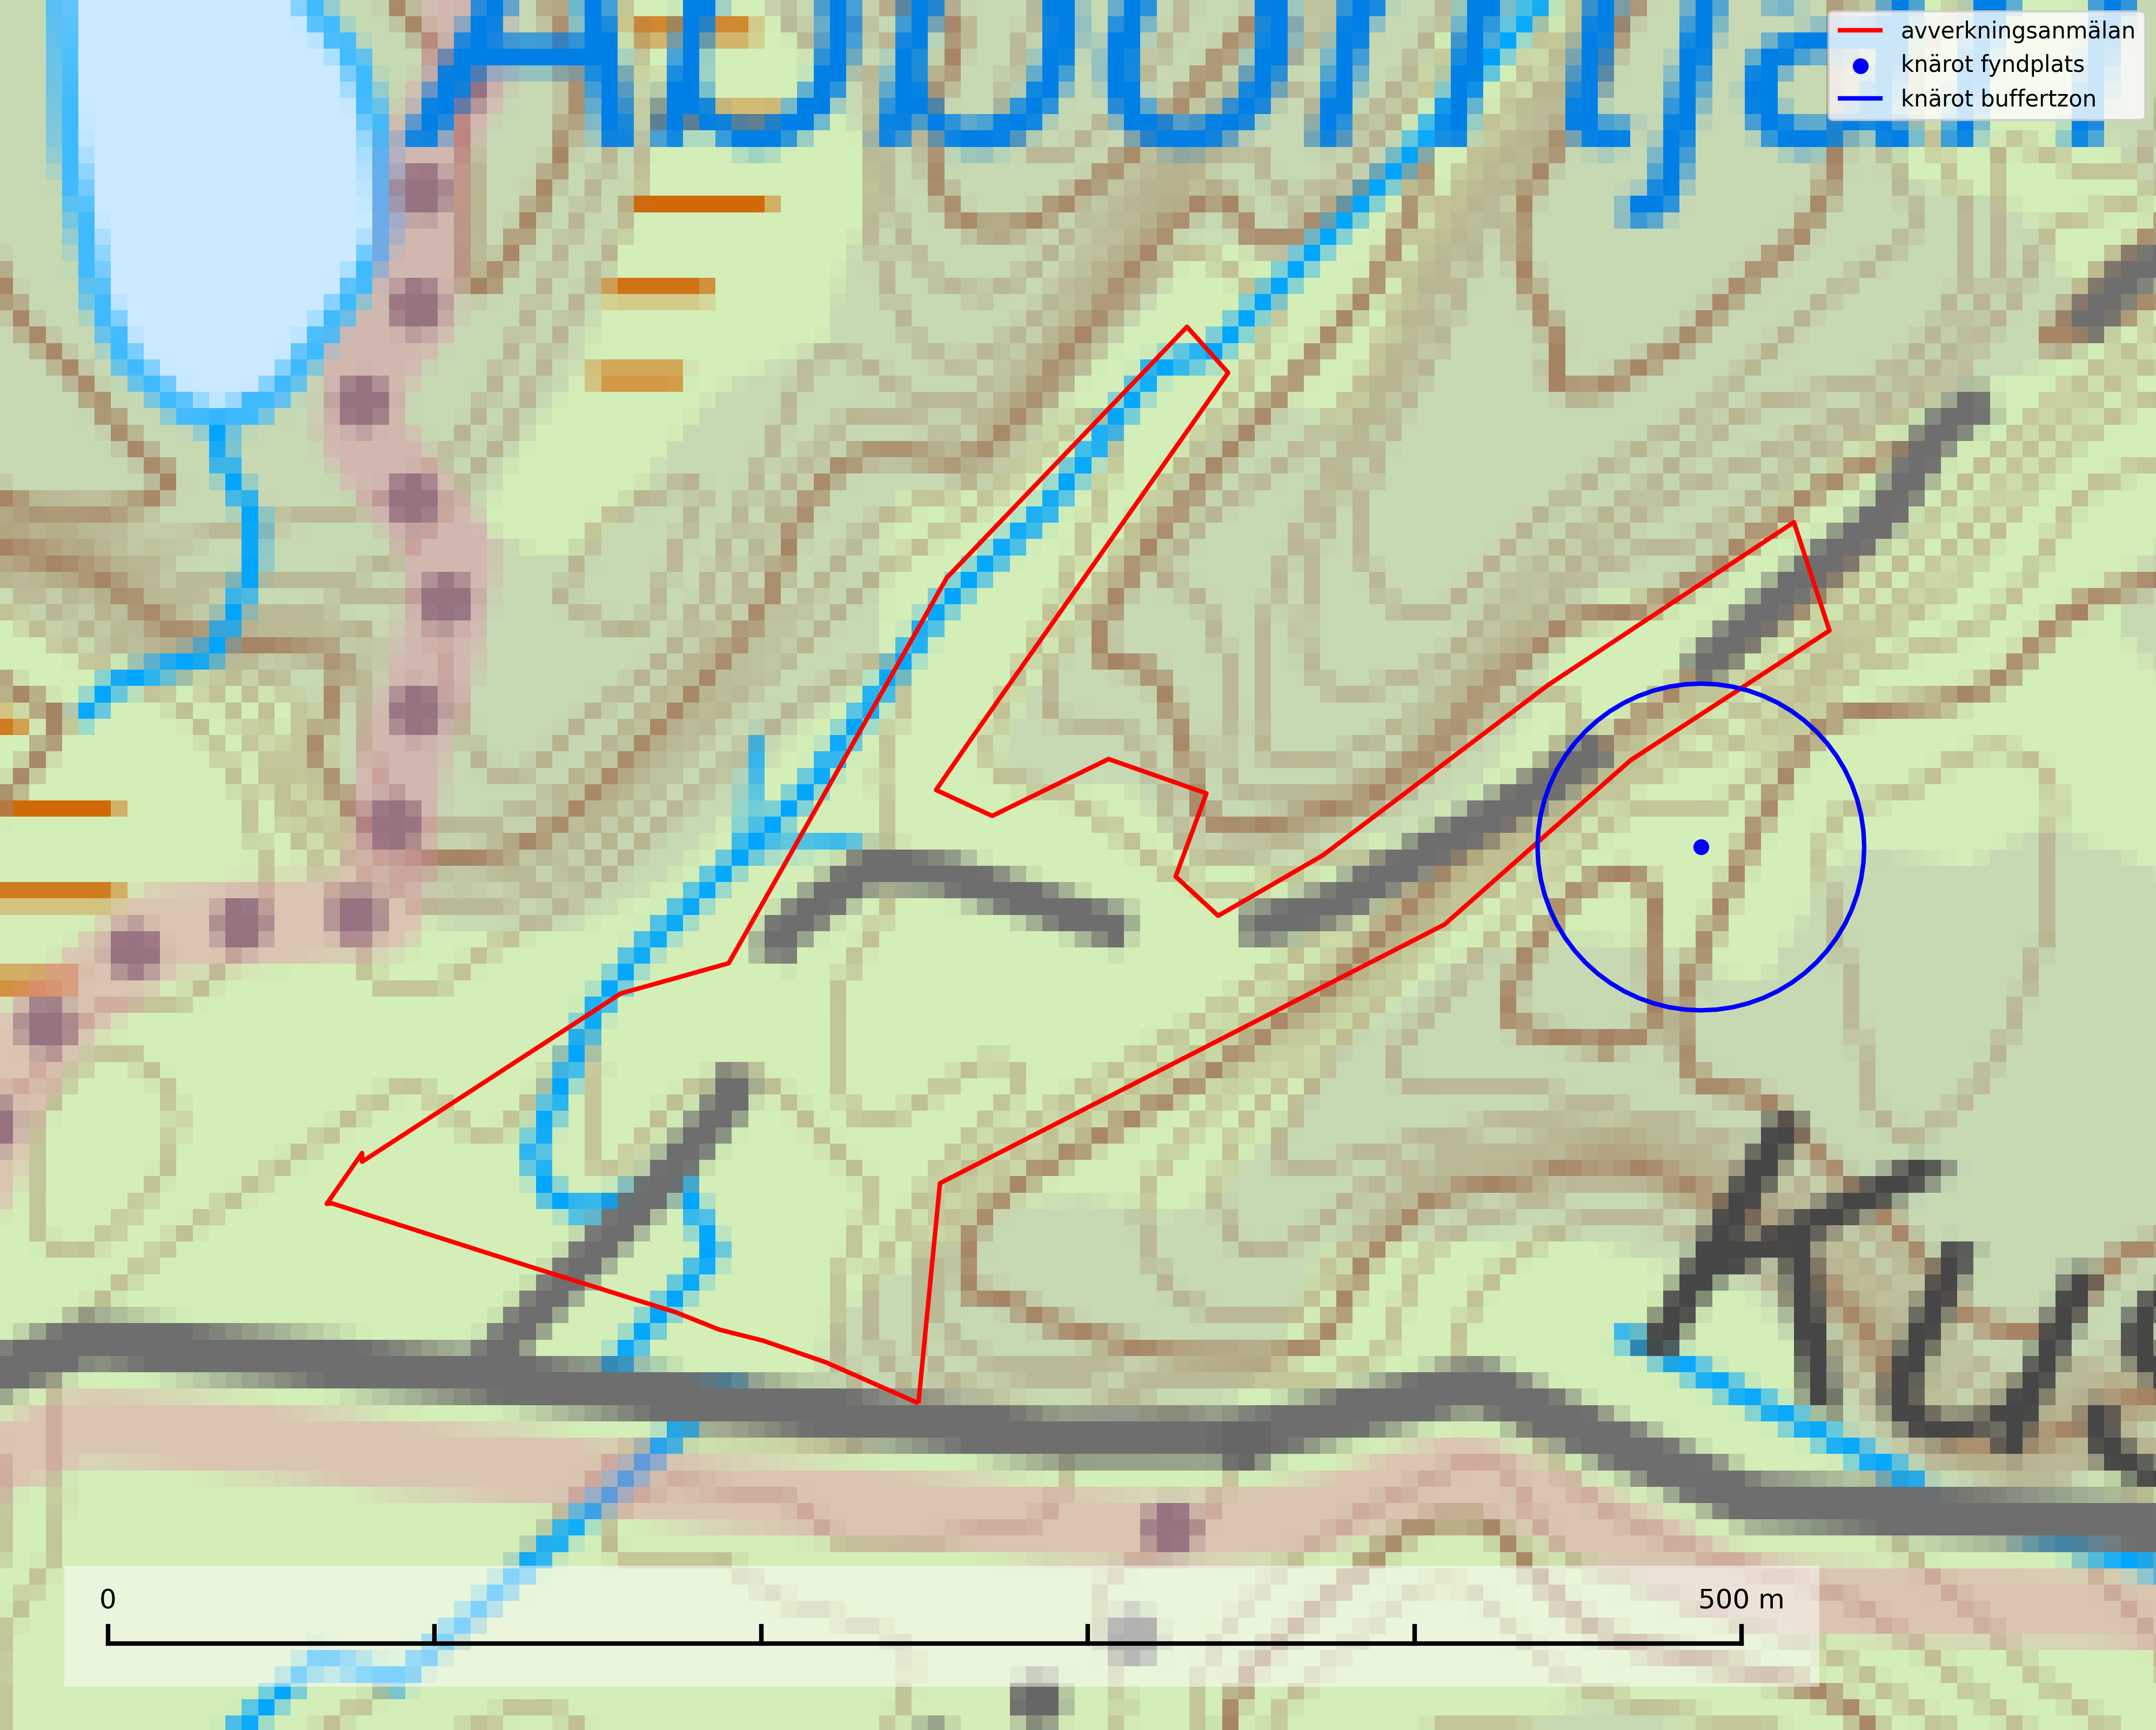 avverkningsanmälan
knärot fyndplats
knärot buffertzon
0
500 m